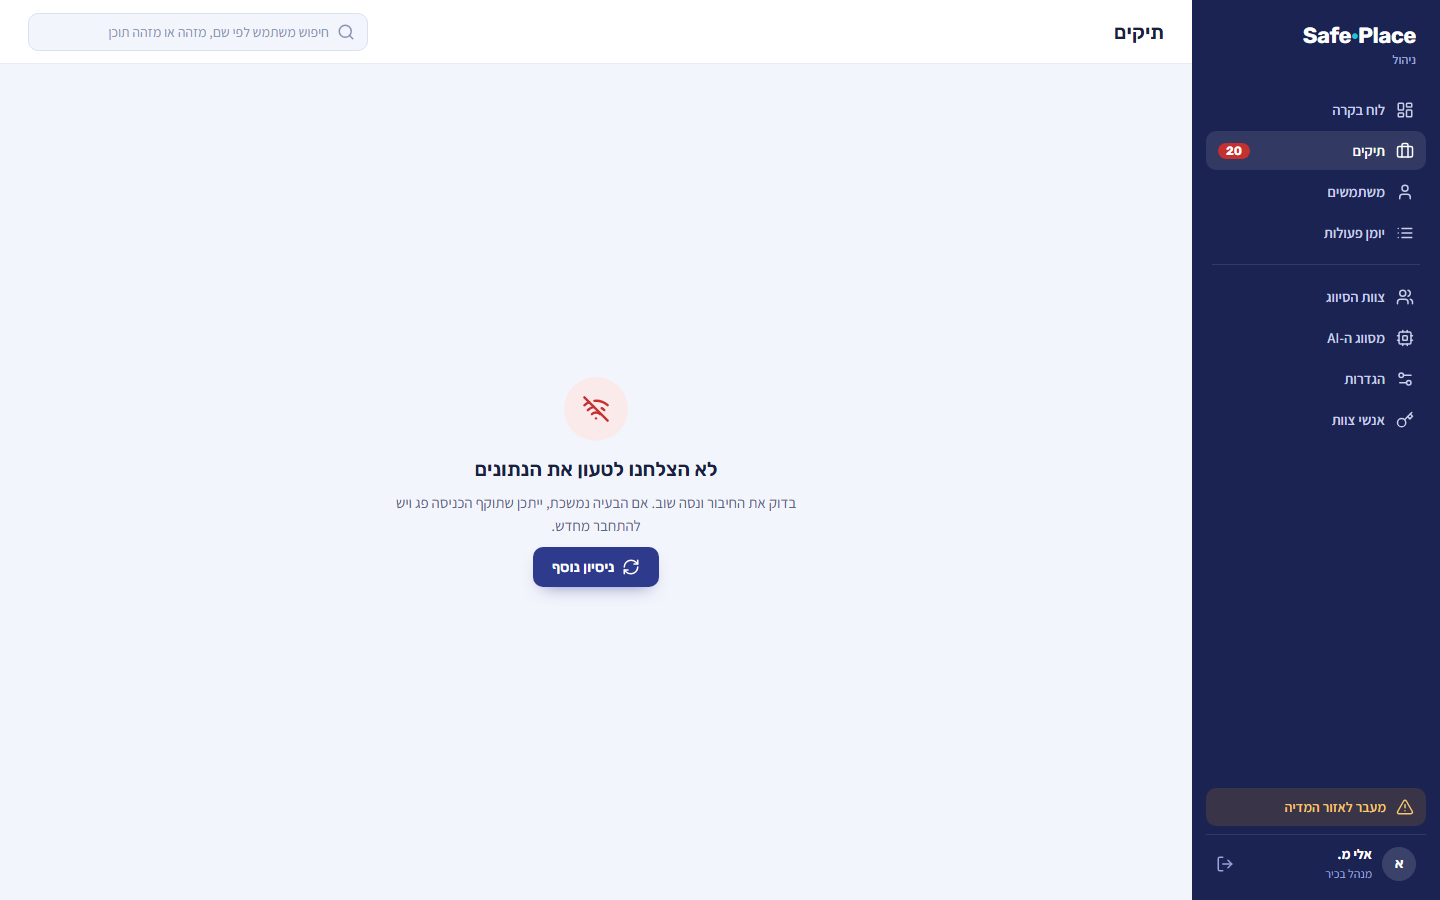 Safe•Place
ניהול
לוח בקרה
תיקים
20
משתמשים
יומן פעולות
צוות הסיווג
מסווג ה-AI
הגדרות
אנשי צוות
מעבר לאזור המדיה
א
אלי מ.
מנהל בכיר
תיקים
חיפוש משתמש לפי שם, מזהה או מזהה תוכן
לא הצלחנו לטעון את הנתונים
בדוק את החיבור ונסה שוב. אם הבעיה נמשכת, ייתכן שתוקף הכניסה פג ויש
להתחבר מחדש.
ניסיון נוסף